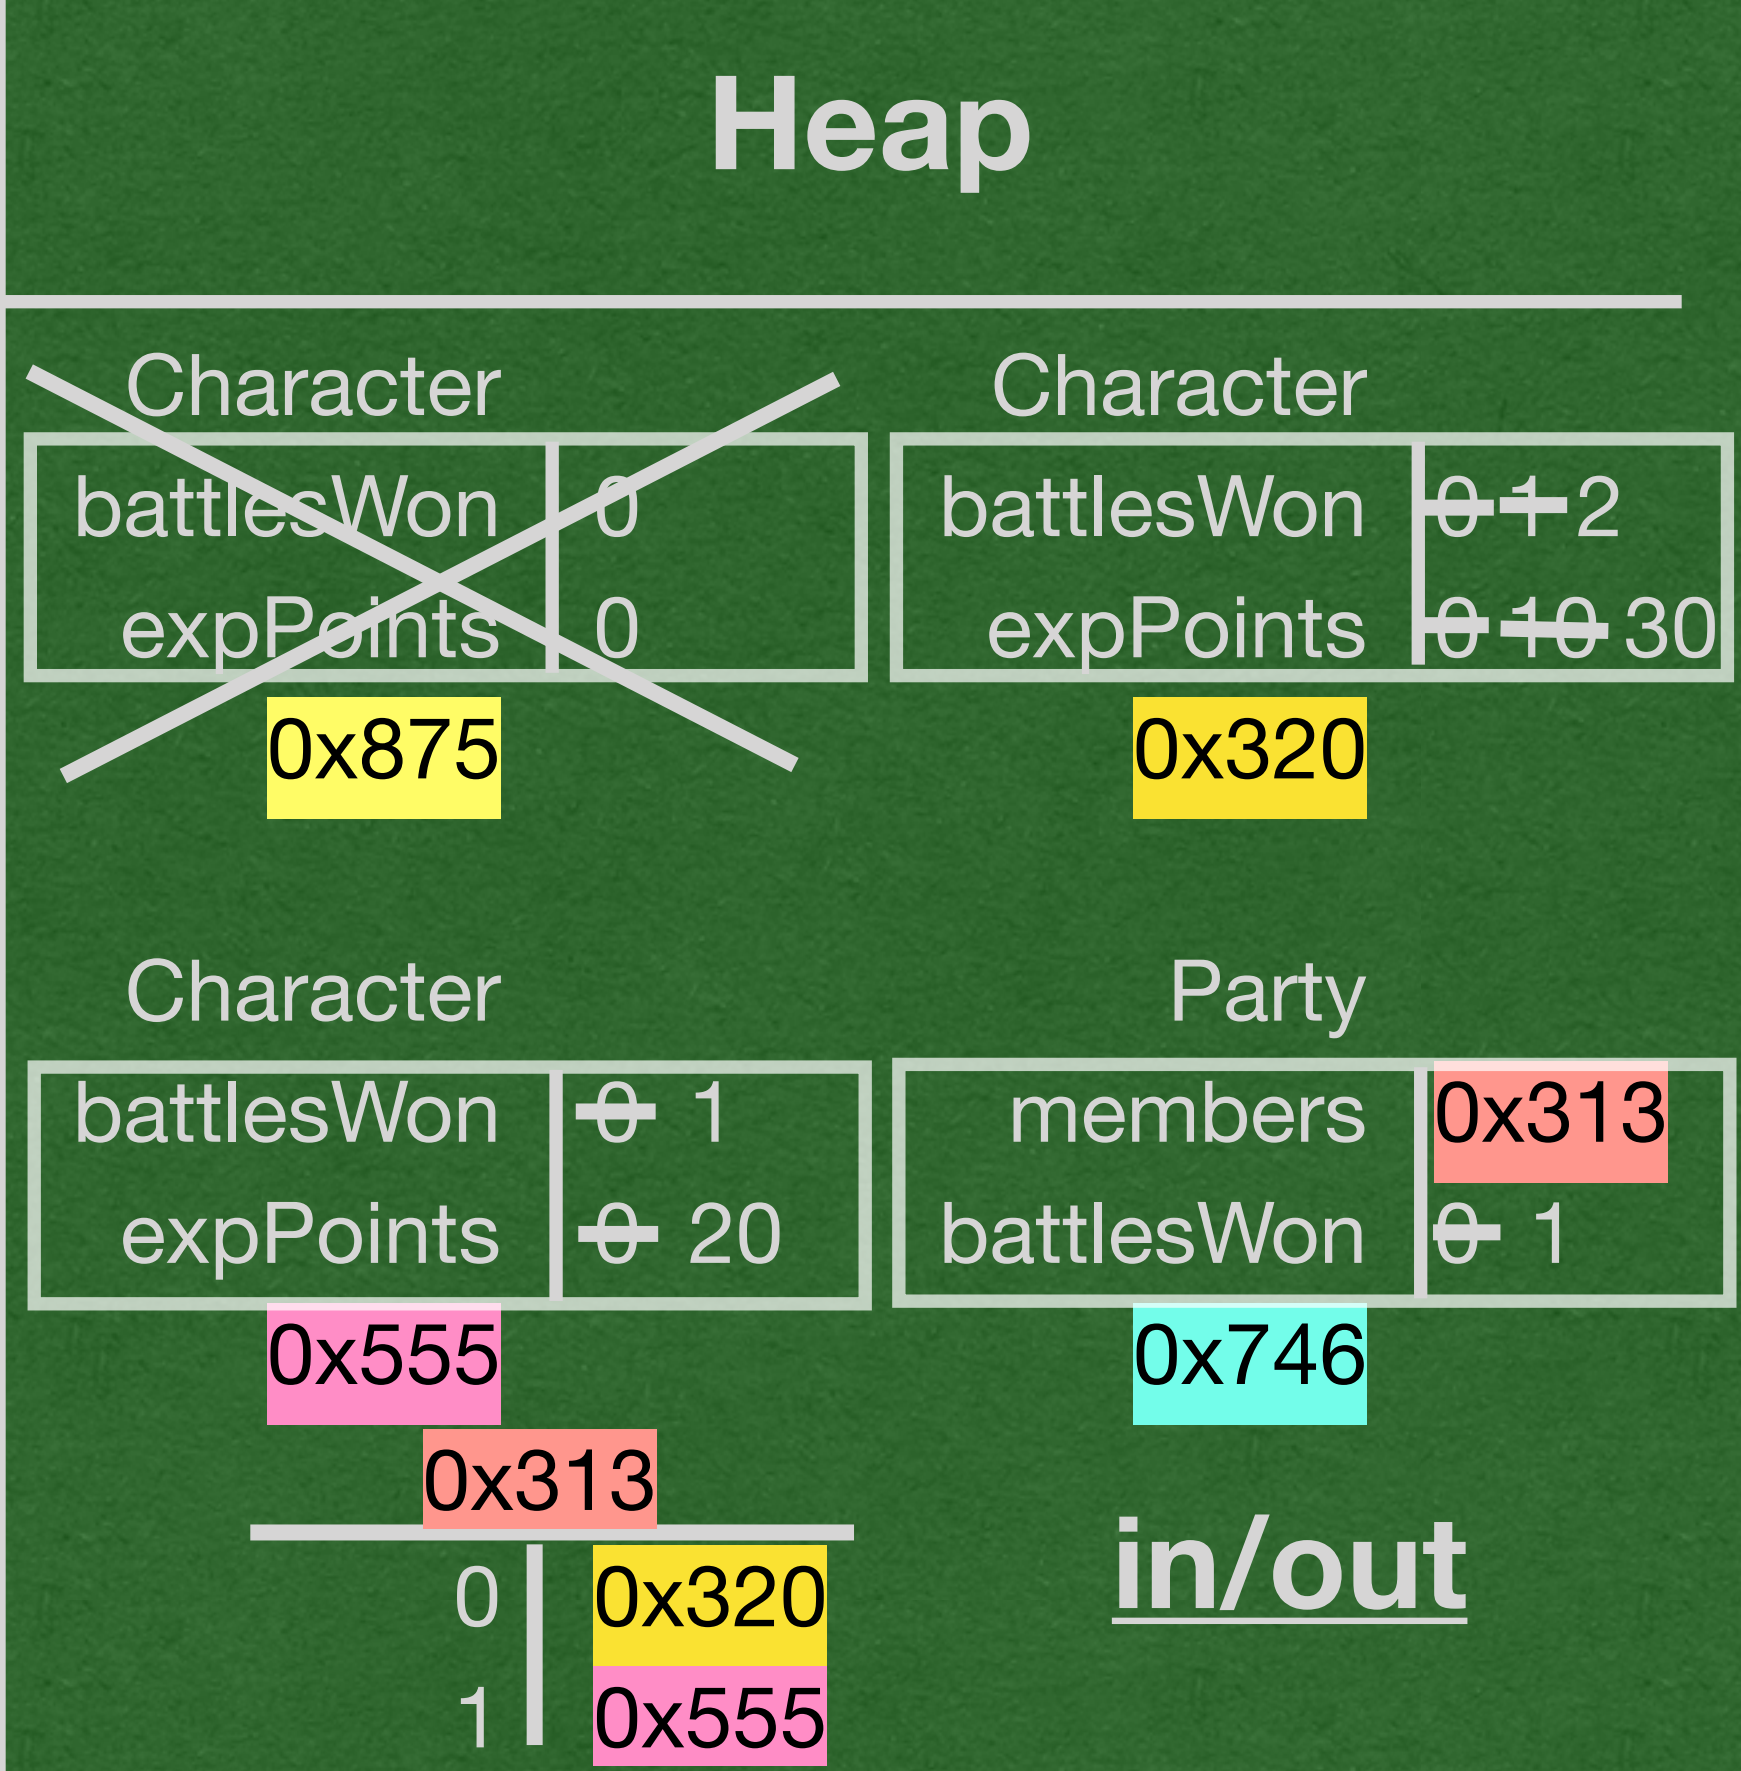 Heap
Character
battlesWon 0
expPoints 0
0x875
Character
battlesWon 0 1 2
expPoints 0 10 30
0x320
Character
battlesWon 0 1
expPoints 0 20
0x555
Party
members 0x313
battlesWon 0 1
0x746
0x313
0 0x320
1 0x555
in/out